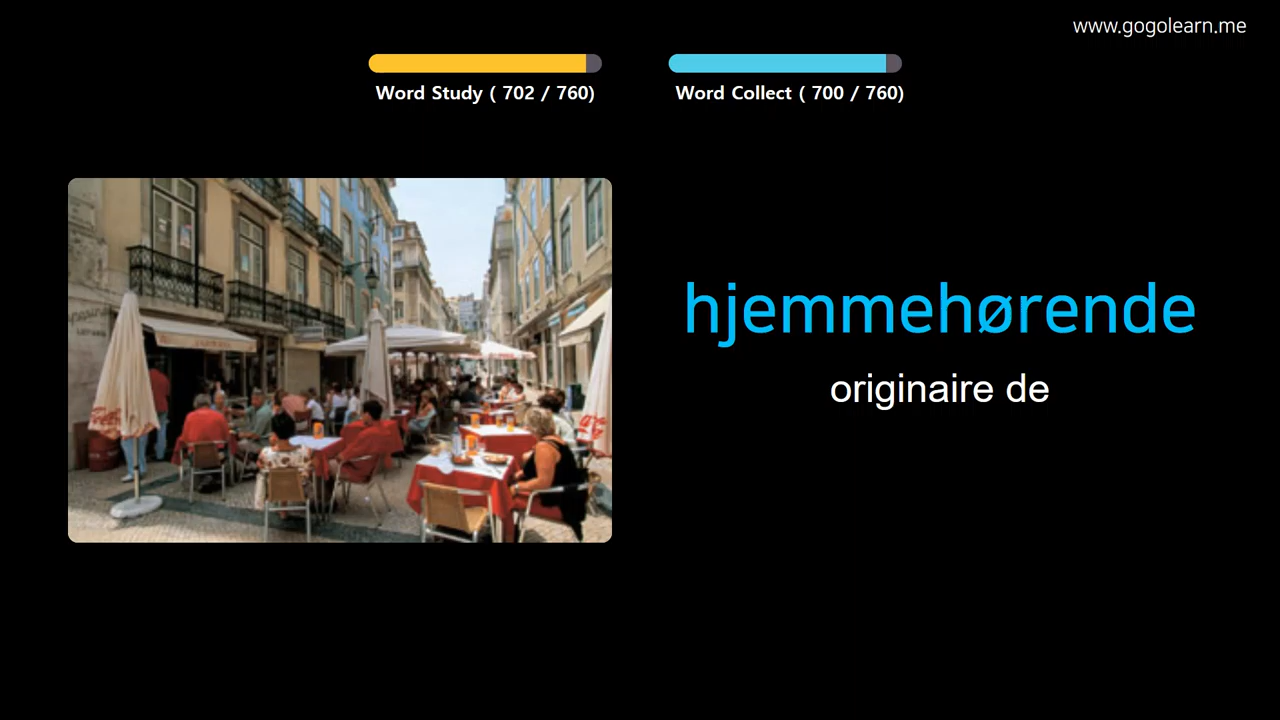 www.gogolearn.me
Word Study ( 702 / 760)
Word Collect ( 700 / 760)
hjemmehørende
originaire de